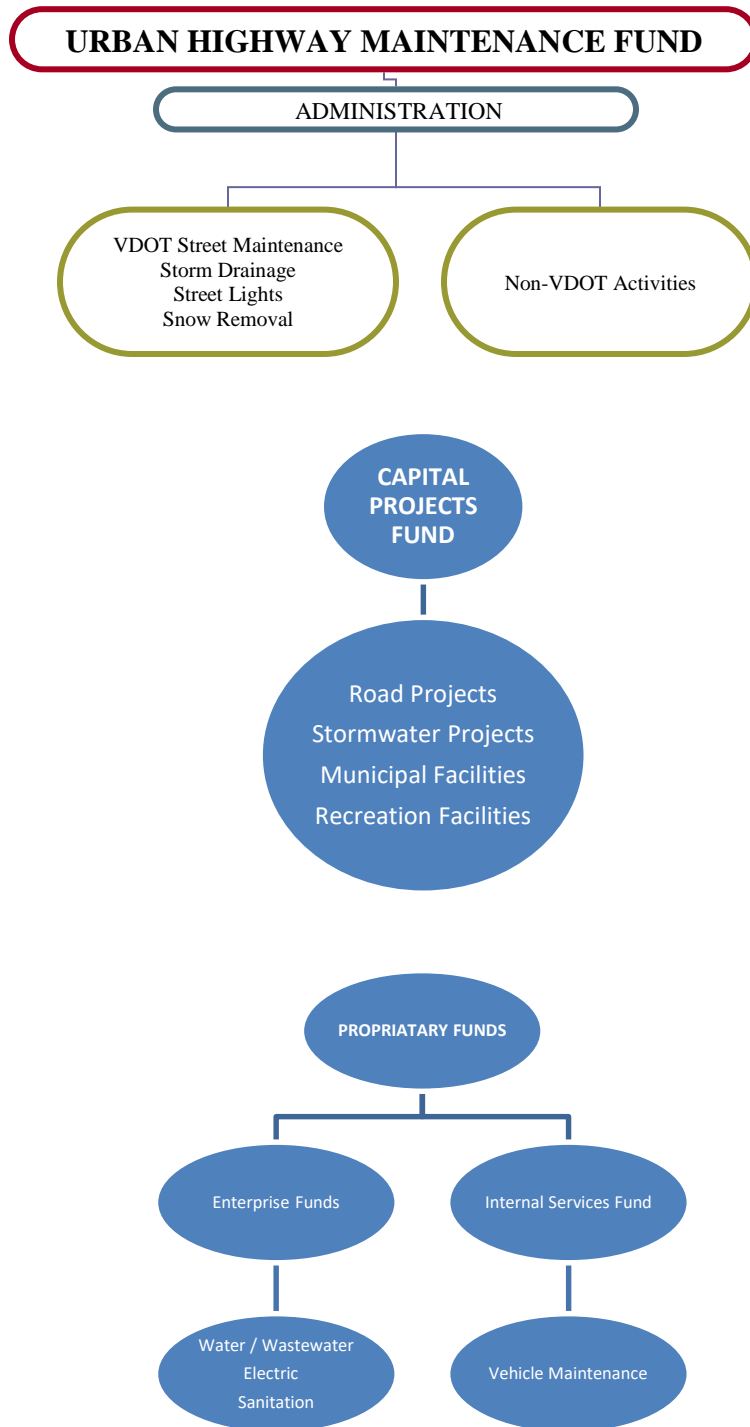 URBAN HIGHWAY MAINTENANCE FUND
ADMINISTRATION
VDOT Street Maintenance
Storm Drainage
Street Lights
Snow Removal
Non-VDOT Activities
CAPITAL
PROJECTS
FUND
Road Projects
Stormwater Projects
Municipal Facilities
Recreation Facilities
PROPRIATARY FUNDS
Enterprise Funds
Internal Services Fund
Water / Wastewater
Electric
Sanitation
Vehicle Maintenance